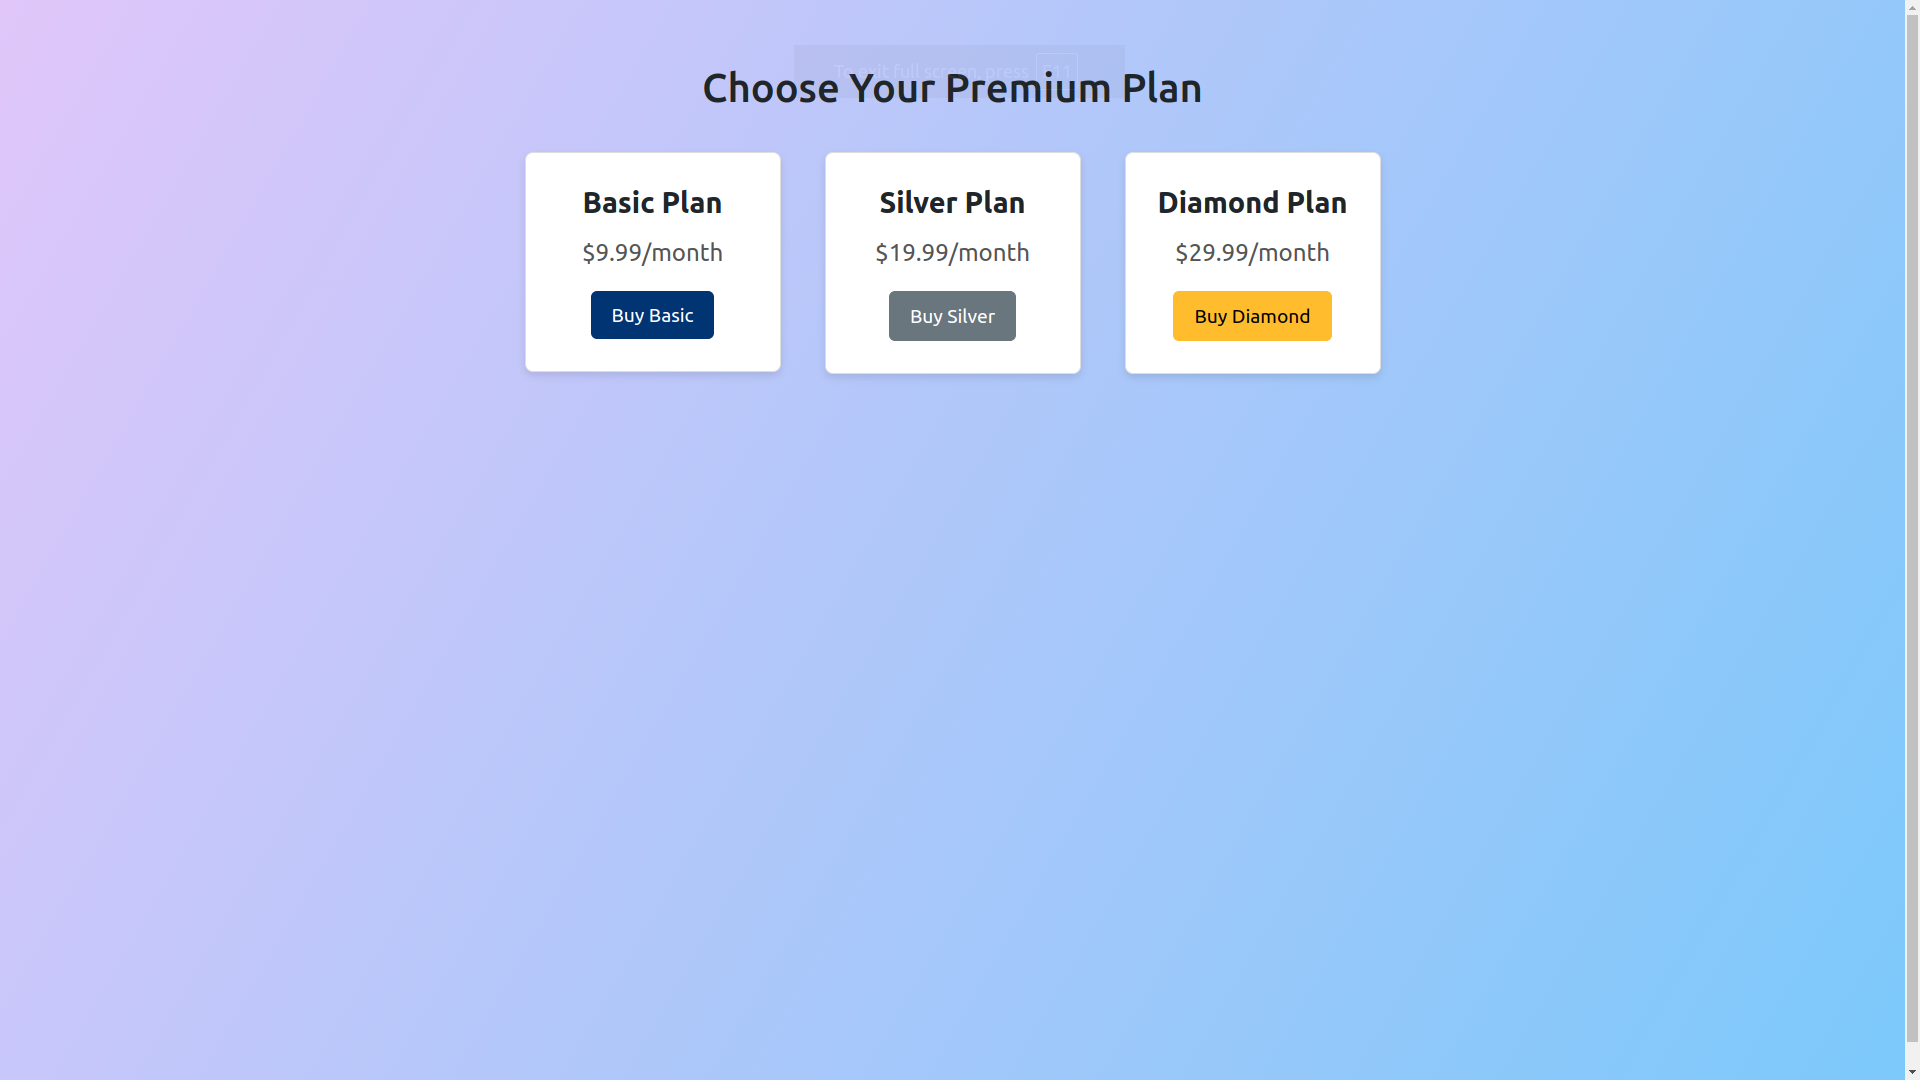 To exit full screen, press F11
Choose Your Premium Plan
Basic Plan
$9.99/month
Buy Basic
Silver Plan
$19.99/month
Buy Silver
Diamond Plan
$29.99/month
Buy Diamond